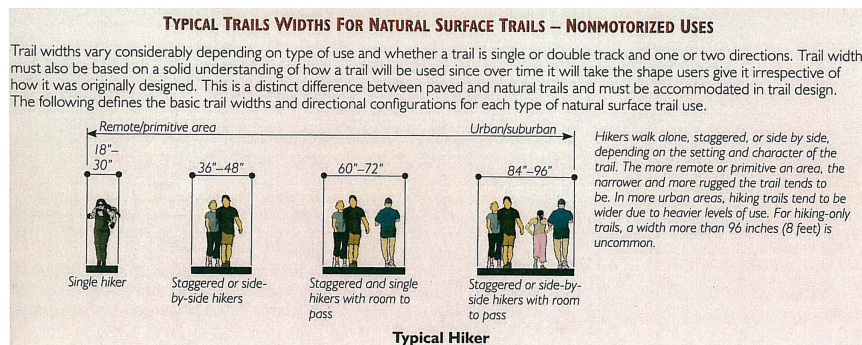 TYPICAL TRAILS WIDTHS FOR NATURAL SURFACE TRAILS – NONMOTORIZED USES
Trail widths vary considerably depending on type of use and whether a trail is single or double track and one or two directions. Trail width
must also be based on a solid understanding of how a trail will be used since over time it will take the shape users give it irrespective of
how it was originally designed. This is a distinct difference between paved and natural trails and must be accommodated in trail design.
The following defines the basic trail widths and directional configurations for each type of natural surface trail use.
Remote/primitive area
Urban/suburban
18"–
30"
36"–48"
60"–72"
84"–96"
Single hiker
Staggered or side-
by-side hikers
Staggered and single
hikers with room to
pass
Staggered or side-by-
side hikers with room
to pass
Hikers walk alone, staggered, or side by side,
depending on the setting and character of the
trail. The more remote or primitive an area, the
narrower and more rugged the trail tends to
be. In more urban areas, hiking trails tend to be
wider due to heavier levels of use. For hiking-only
trails, a width more than 96 inches (8 feet) is
uncommon.
Typical Hiker